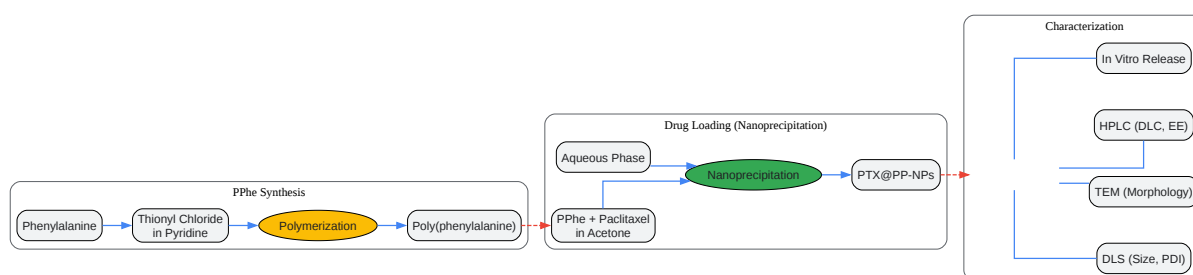 PPhe Synthesis
Phenylalanine
Thionyl Chloride
in Pyridine
Polymerization
Poly(phenylalanine)
Drug Loading (Nanoprecipitation)
Aqueous Phase
PPhe + Paclitaxel
in Acetone
Nanoprecipitation
PTX@PP-NPs
Characterization
In Vitro Release
HPLC (DLC, EE)
TEM (Morphology)
DLS (Size, PDI)